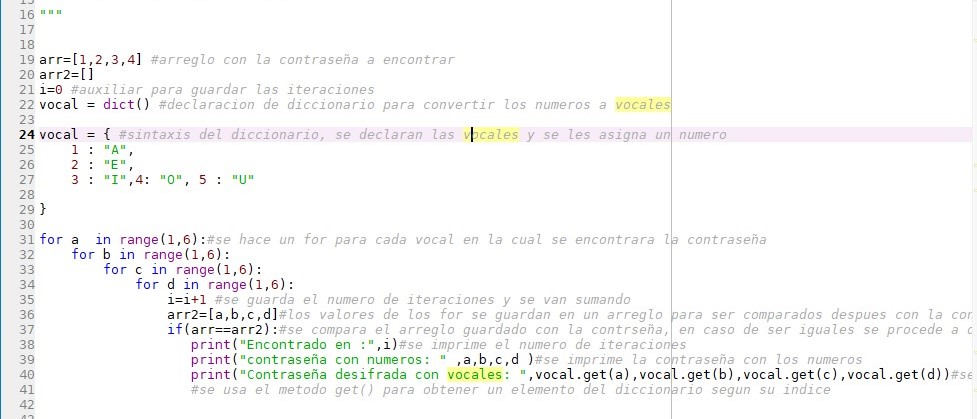 16 """
17
18
19 arr=[1,2,3,4] #arreglo con la contraseña a encontrar
20 arr2=[]
21 i=0 #auxiliar para guardar las iteraciones
22 vocal = dict() #declaracion de diccionario para convertir los numeros a vocales
23
24 vocal = { #sintaxis del diccionario, se declaran las vocales y se les asigna un numero
25     1 : "A",
26     2 : "E",
27     3 : "I",4: "O", 5 : "U"
28
29 }
30
31 for a  in range(1,6):#se hace un for para cada vocal en la cual se encontrara la contraseña
32     for b in range(1,6):
33         for c in range(1,6):
34             for d in range(1,6):
35                 i=i+1 #se guarda el numero de iteraciones y se van sumando
36                 arr2=[a,b,c,d]#los valores de los for se guardan en un arreglo para ser comparados despues con la con
37                 if(arr==arr2):#se compara el arreglo guardado con la contrseña, en caso de ser iguales se procede a d
38                    print("Encontrado en :",i)#se imprime el numero de iteraciones
39                    print("contraseña con numeros: " ,a,b,c,d )#se imprime la contraseña con los numeros
40                    print("Contraseña desifrada con vocales: ",vocal.get(a),vocal.get(b),vocal.get(c),vocal.get(d))#se
41                    #se usa el metodo get() para obtener un elemento del diccionario segun su indice
42